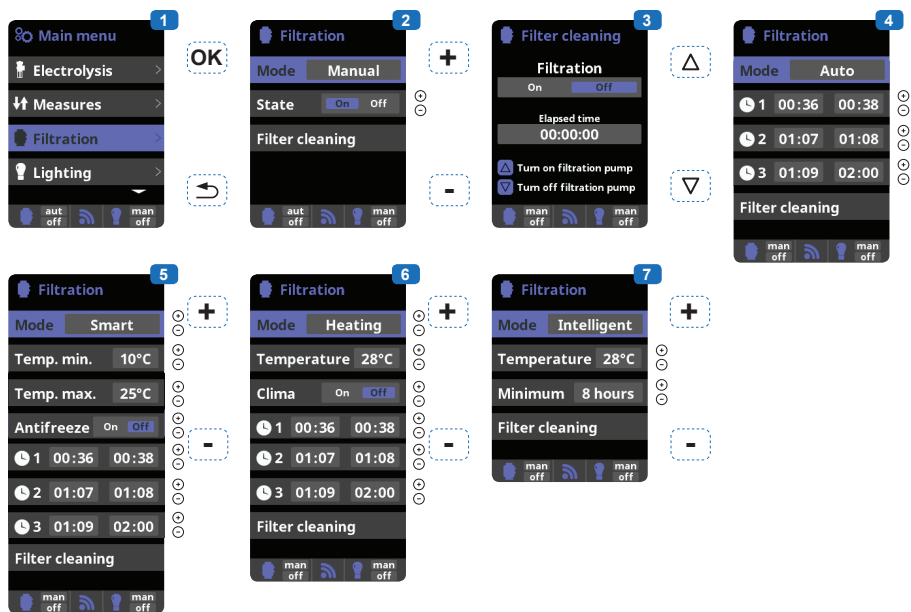 1
Main menu
Electrolysis
Measures
Filtration
Lighting
aut off
man off
OK
2
Filtration
Mode Manual
State On Off
Filter cleaning
aut off
man off
+
-
3
Filter cleaning
Filtration
On Off
Elapsed time
00:00:00
Turn on filtration pump
Turn off filtration pump
man off
man off
4
Filtration
Mode Auto
1 00:36 00:38
2 01:07 01:08
3 01:09 02:00
Filter cleaning
man off
man off
5
Filtration
Mode Smart
Temp. min. 10°C
Temp. max. 25°C
Antifreeze On Off
1 00:36 00:38
2 01:07 01:08
3 01:09 02:00
Filter cleaning
man off
man off
+
-
6
Filtration
Mode Heating
Temperature 28°C
Clima On Off
1 00:36 00:38
2 01:07 01:08
3 01:09 02:00
Filter cleaning
man off
man off
+
-
7
Filtration
Mode Intelligent
Temperature 28°C
Minimum 8 hours
Filter cleaning
man off
man off
+
-